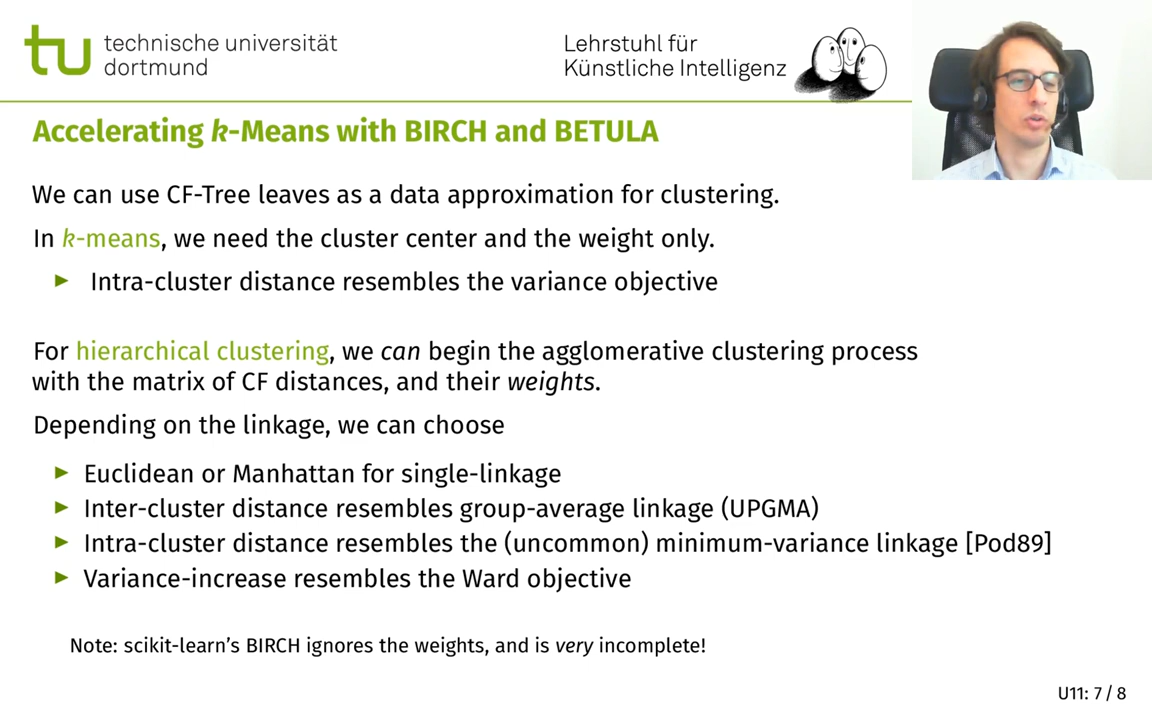 tu technische universität
dortmund
Lehrstuhl für
Künstliche Intelligenz
Accelerating k-Means with BIRCH and BETULA
We can use CF-Tree leaves as a data approximation for clustering.
In k-means, we need the cluster center and the weight only.
▶ Intra-cluster distance resembles the variance objective
For hierarchical clustering, we can begin the agglomerative clustering process
with the matrix of CF distances, and their weights.
Depending on the linkage, we can choose
▶ Euclidean or Manhattan for single-linkage
▶ Inter-cluster distance resembles group-average linkage (UPGMA)
▶ Intra-cluster distance resembles the (uncommon) minimum-variance linkage [Pod89]
▶ Variance-increase resembles the Ward objective
Note: scikit-learn's BIRCH ignores the weights, and is very incomplete!
U11: 7 / 8